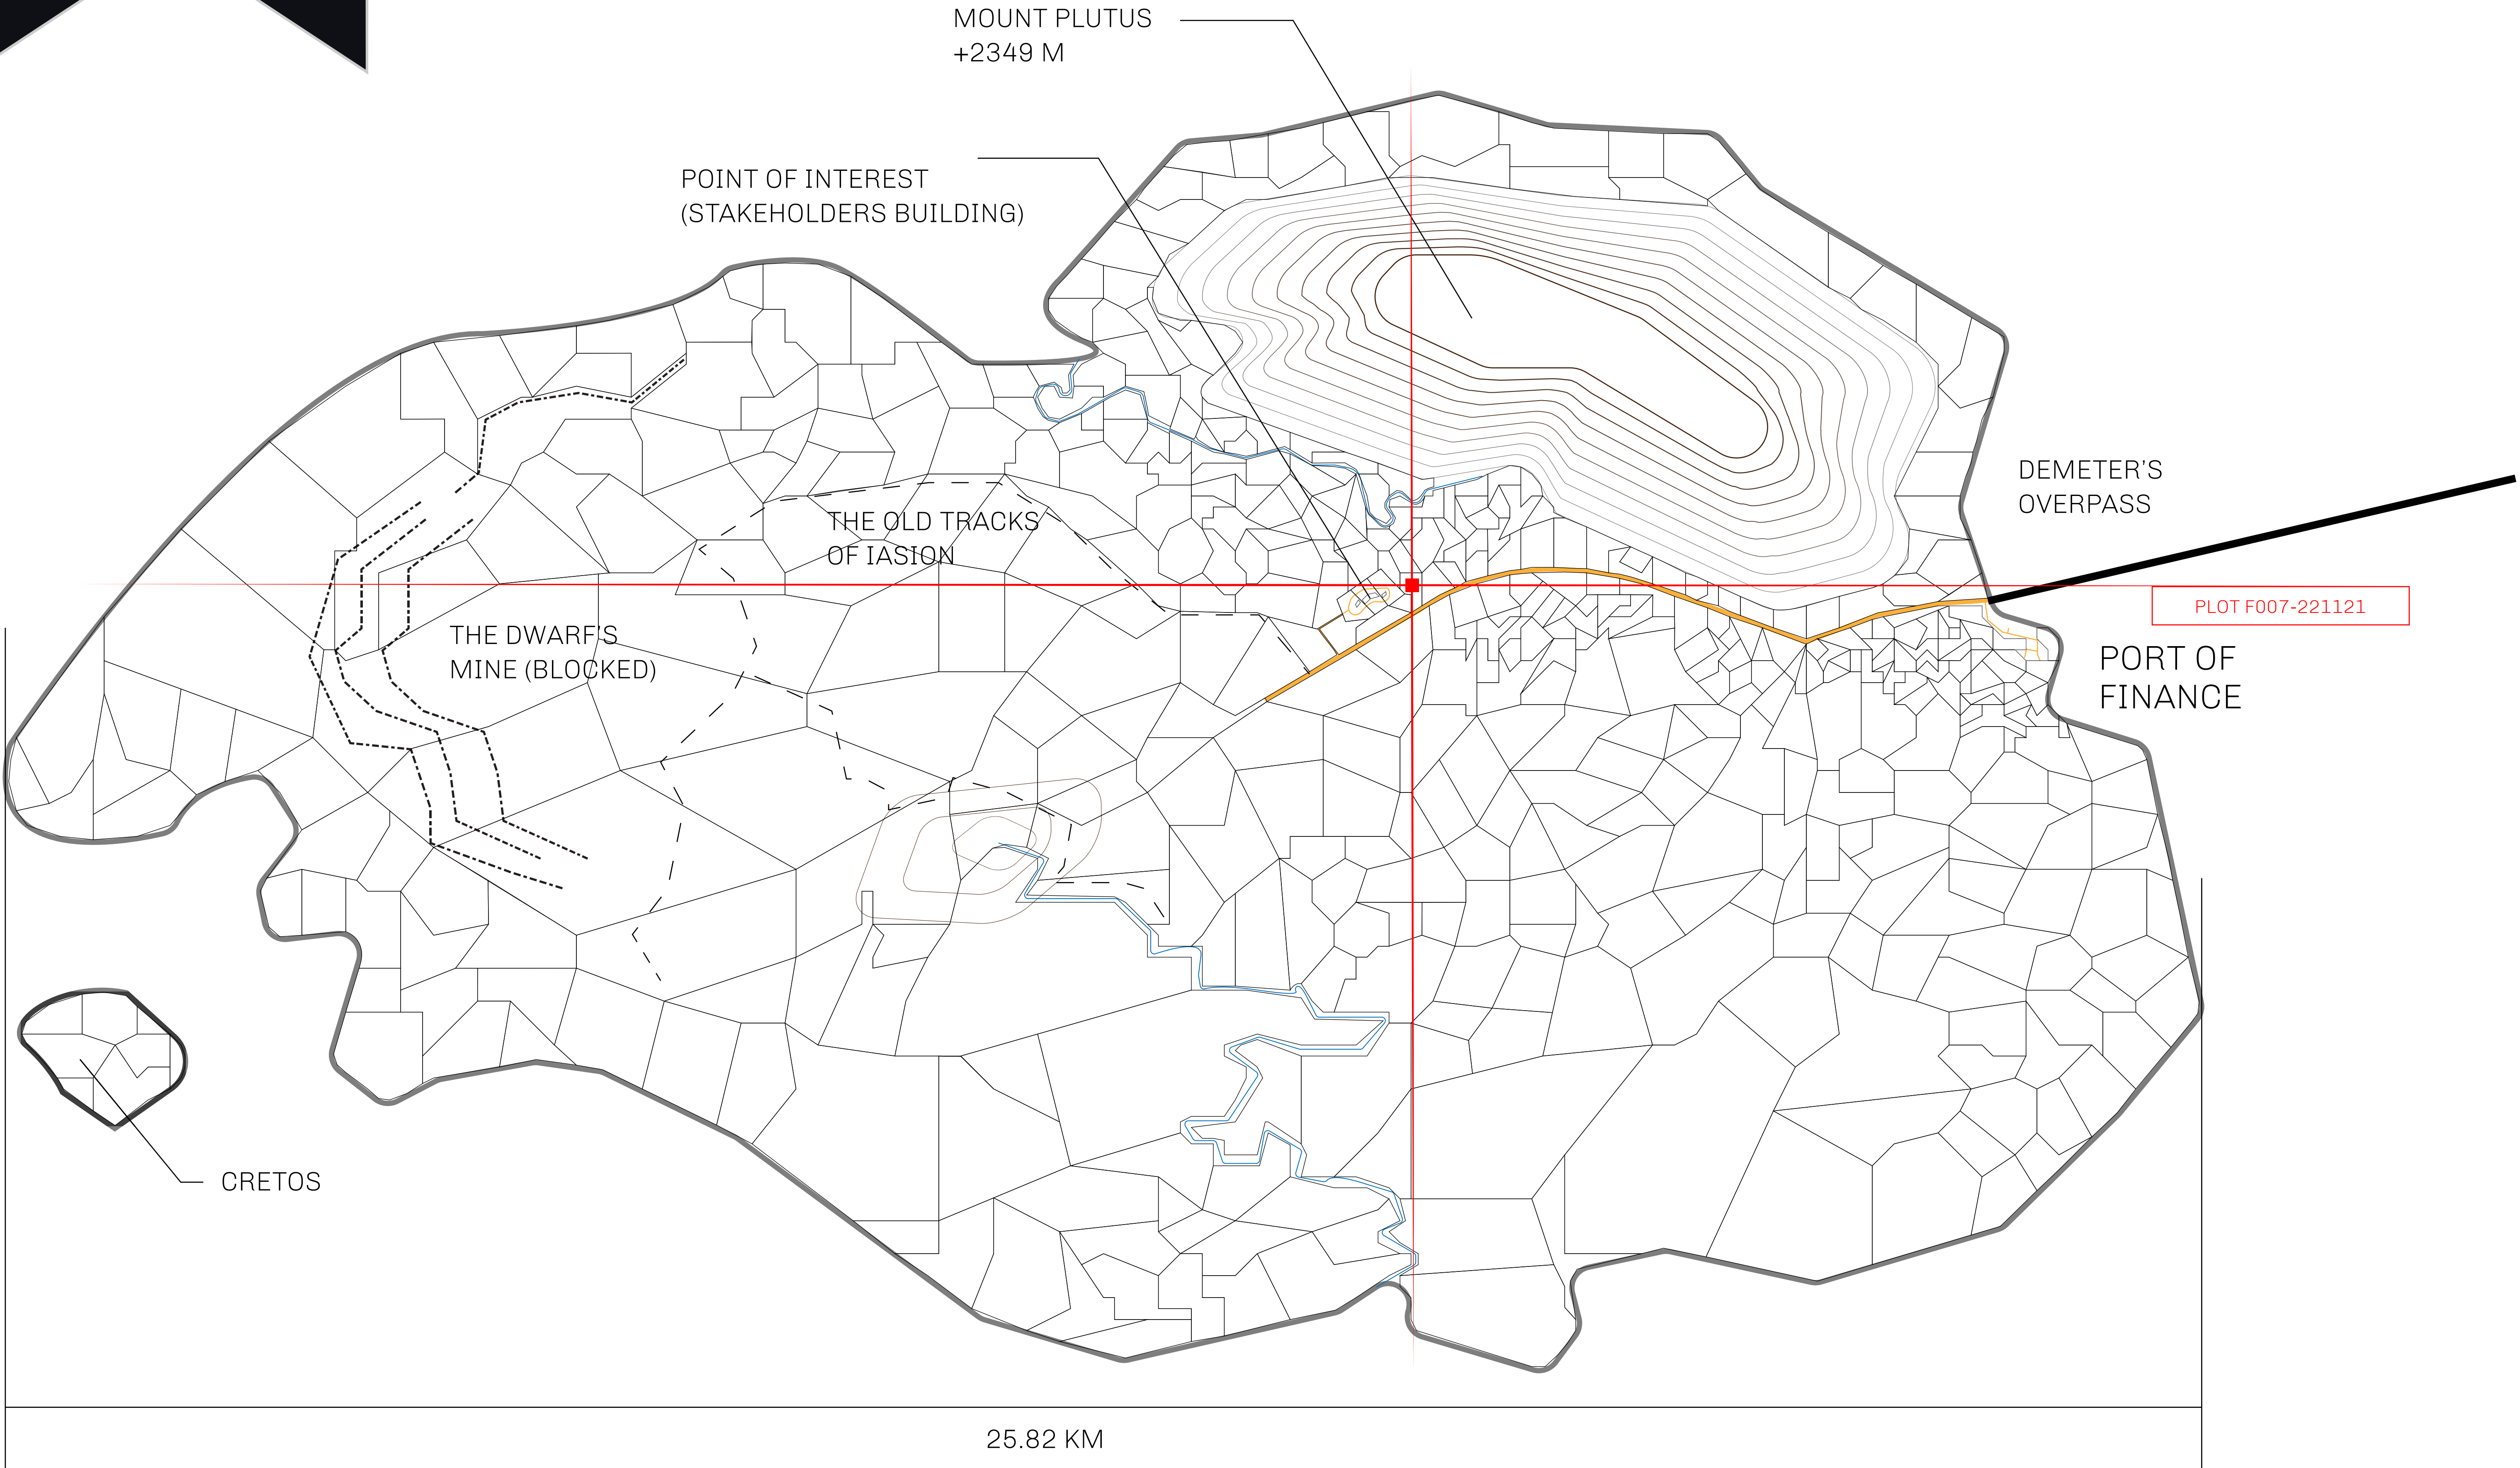 MOUNT PLUTUS
+2349 M
POINT OF INTEREST
(STAKEHOLDERS BUILDING)
DEMETER'S
OVERPASS
THE OLD TRACKS
OF IASION
PLOT F007-221121
THE DWARF'S
MINE (BLOCKED)
PORT OF
FINANCE
CRETOS
25.82 KM